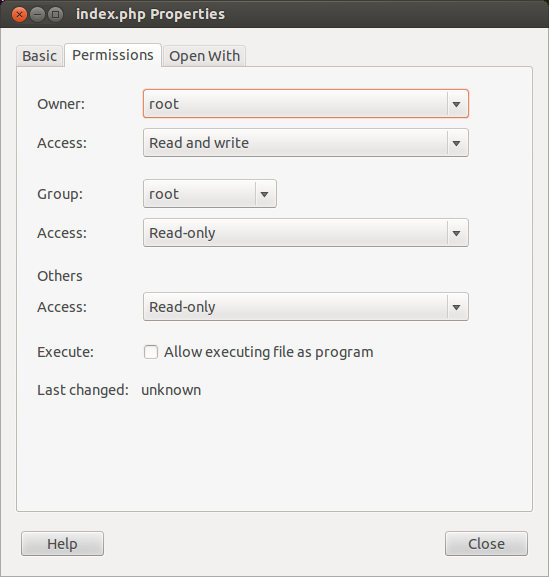 index.php Properties
Basic Permissions Open With
Owner: root
Access: Read and write
Group: root
Access: Read-only
Others
Access: Read-only
Execute: Allow executing file as program
Last changed: unknown
Help Close